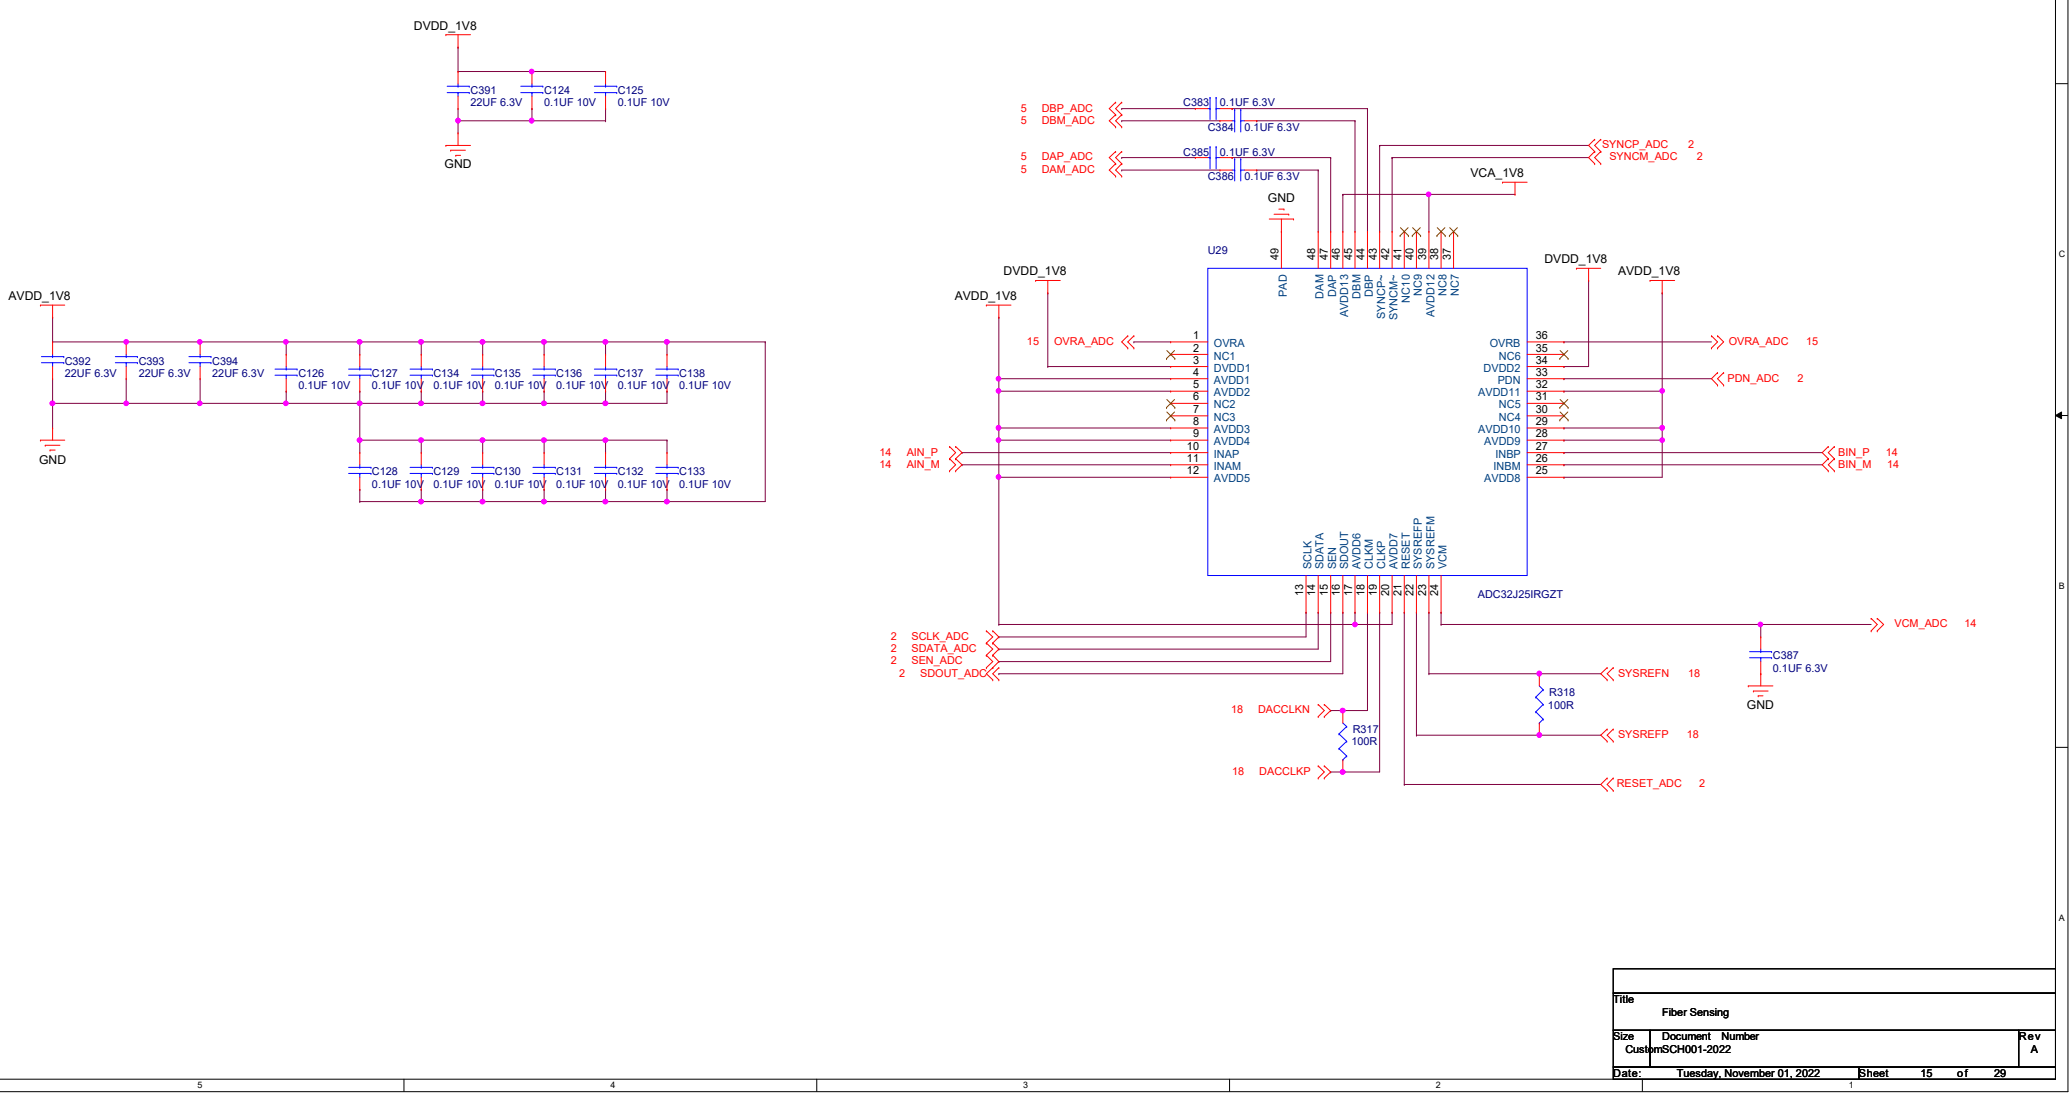 DVDD_1V8
C391
22UF 6.3V
C124
0.1UF 10V
C125
0.1UF 10V
GND
AVDD_1V8
C392
22UF 6.3V
C393
22UF 6.3V
C394
22UF 6.3V
C126
0.1UF 10V
C127
0.1UF 10V
C134
0.1UF 10V
C135
0.1UF 10V
C136
0.1UF 10V
C137
0.1UF 10V
C138
0.1UF 10V
GND
C128
0.1UF 10V
C129
0.1UF 10V
C130
0.1UF 10V
C131
0.1UF 10V
C132
0.1UF 10V
C133
0.1UF 10V
5 DBP_ADC
5 DBM_ADC
C383 0.1UF 6.3V
C384 0.1UF 6.3V
5 DAP_ADC
5 DAM_ADC
C385 0.1UF 6.3V
C386 0.1UF 6.3V
SYNCP_ADC 2
SYNCM_ADC 2
VCA_1V8
GND
U29
49 PAD
48 DAM
47 DAP
46 AVDD13
45 DBM
44 DBP
43 SYNCP~
42 SYNCM~
41 NC10
40 NC9
39 AVDD12
38 NC8
37 NC7
DVDD_1V8
AVDD_1V8
DVDD_1V8
AVDD_1V8
15 OVRA_ADC
1 OVRA
2 NC1
3 DVDD1
4 AVDD1
5 AVDD2
6 NC2
7 NC3
8 AVDD3
9 AVDD4
14 AIN_P 10 INAP
14 AIN_M 11 INAM
12 AVDD5
36 OVRB OVRA_ADC 15
35 NC6
34 DVDD2
33 PDN PDN_ADC 2
32 AVDD11
31 NC5
30 NC4
29 AVDD10
28 AVDD9
27 INBP BIN_P 14
26 INBM BIN_M 14
25 AVDD8
SCLK 13
SDATA 14
SEN 15
SDOUT 16
AVDD6 17
CLKM 18
CLKP 19
AVDD7 20
RESET 21
SYSREFP 22
SYSREFM 23
VCM 24
ADC32J25IRGZT
2 SCLK_ADC
2 SDATA_ADC
2 SEN_ADC
2 SDOUT_ADC
VCM_ADC 14
C387
0.1UF 6.3V
GND
SYSREFN 18
R318
100R
SYSREFP 18
18 DACCLKN
R317
100R
18 DACCLKP
RESET_ADC 2
C
B
A
Title
Fiber Sensing
Size Document Number Rev
Custom SCH001-2022 A
Date: Tuesday, November 01, 2022 Sheet 15 of 29
5 4 3 2 1